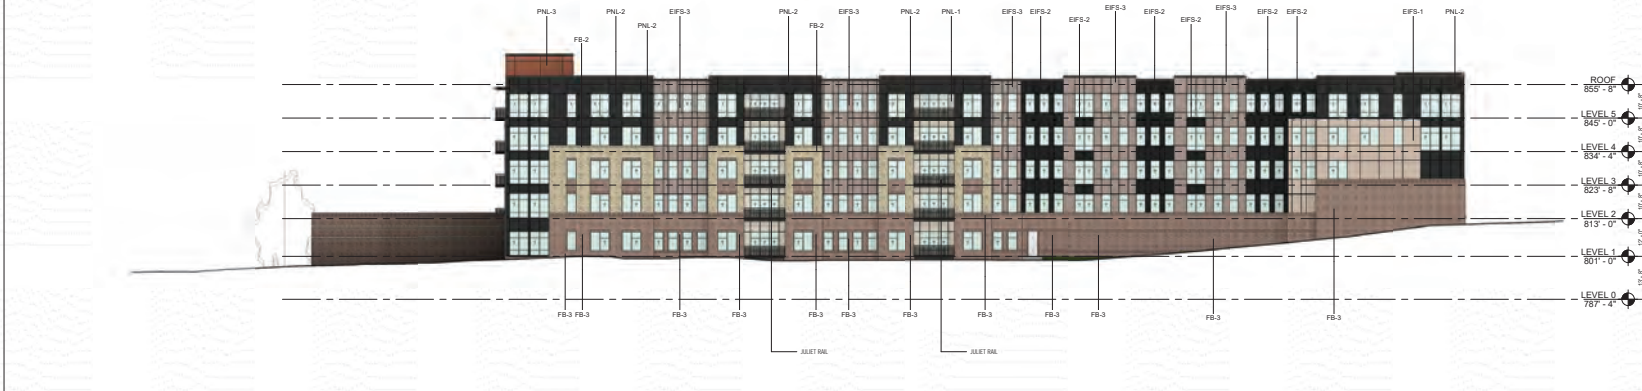 PNL-3
FB-2
PNL-2
PNL-2
EIFS-3
PNL-2
FB-2
EIFS-3
PNL-2
PNL-1
EIFS-3
EIFS-2
EIFS-2
EIFS-3
EIFS-2
EIFS-2
EIFS-3
EIFS-2
EIFS-2
EIFS-1
PNL-2
ROOF
855' - 8"
LEVEL 5
845' - 0"
LEVEL 4
834' - 4"
LEVEL 3
823' - 8"
LEVEL 2
813' - 0"
LEVEL 1
801' - 0"
LEVEL 0
787' - 4"
FB-3
FB-3
FB-3
FB-3
FB-3
FB-3
FB-3
FB-3
FB-3
FB-3
FB-3
FB-3
JULIET RAIL
JULIET RAIL